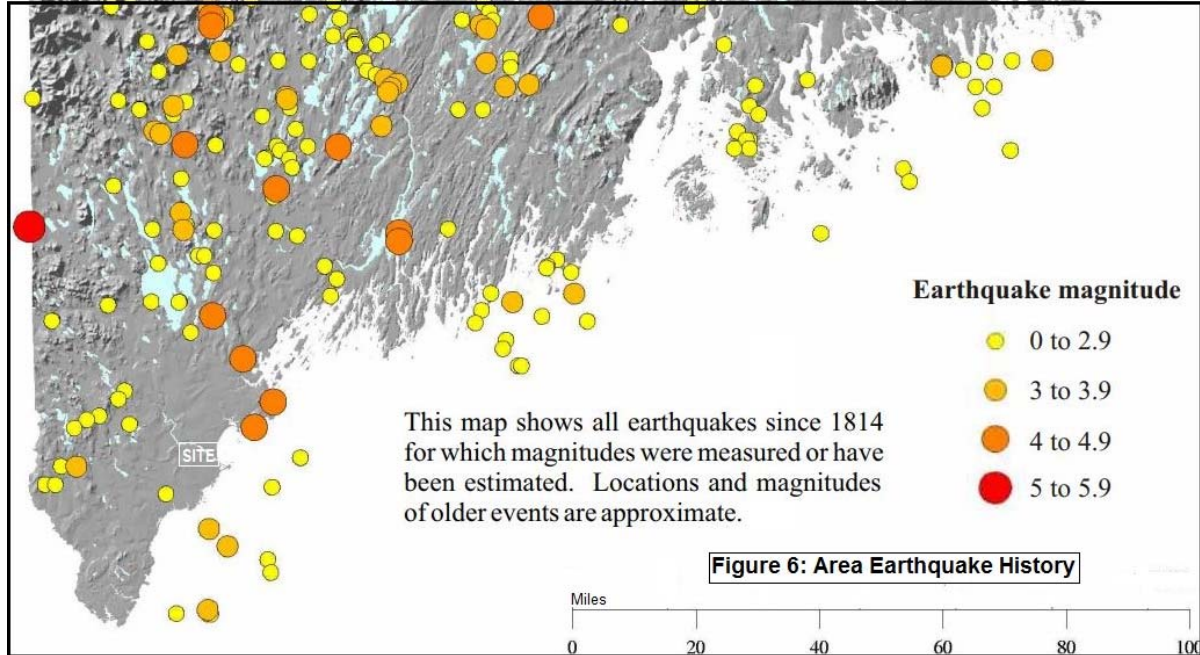 SITE
This map shows all earthquakes since 1814
for which magnitudes were measured or have
been estimated. Locations and magnitudes
of older events are approximate.
Earthquake magnitude
0 to 2.9
3 to 3.9
4 to 4.9
5 to 5.9
Figure 6: Area Earthquake History
Miles
0 20 40 60 80 100